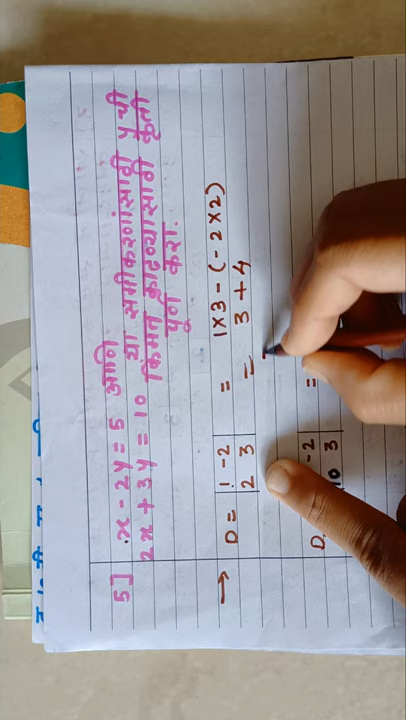 5] x - 2y = 5 आणि
2x + 3y = 10 या समीकरणांसाठी y ची
किंमत काढण्यासाठी कृती
पूर्ण करा.
→ D = | 1 -2 | = 1 x 3 - (-2 x 2)
| 2 3 | = 3 + 4
D | -2 | =
10 3